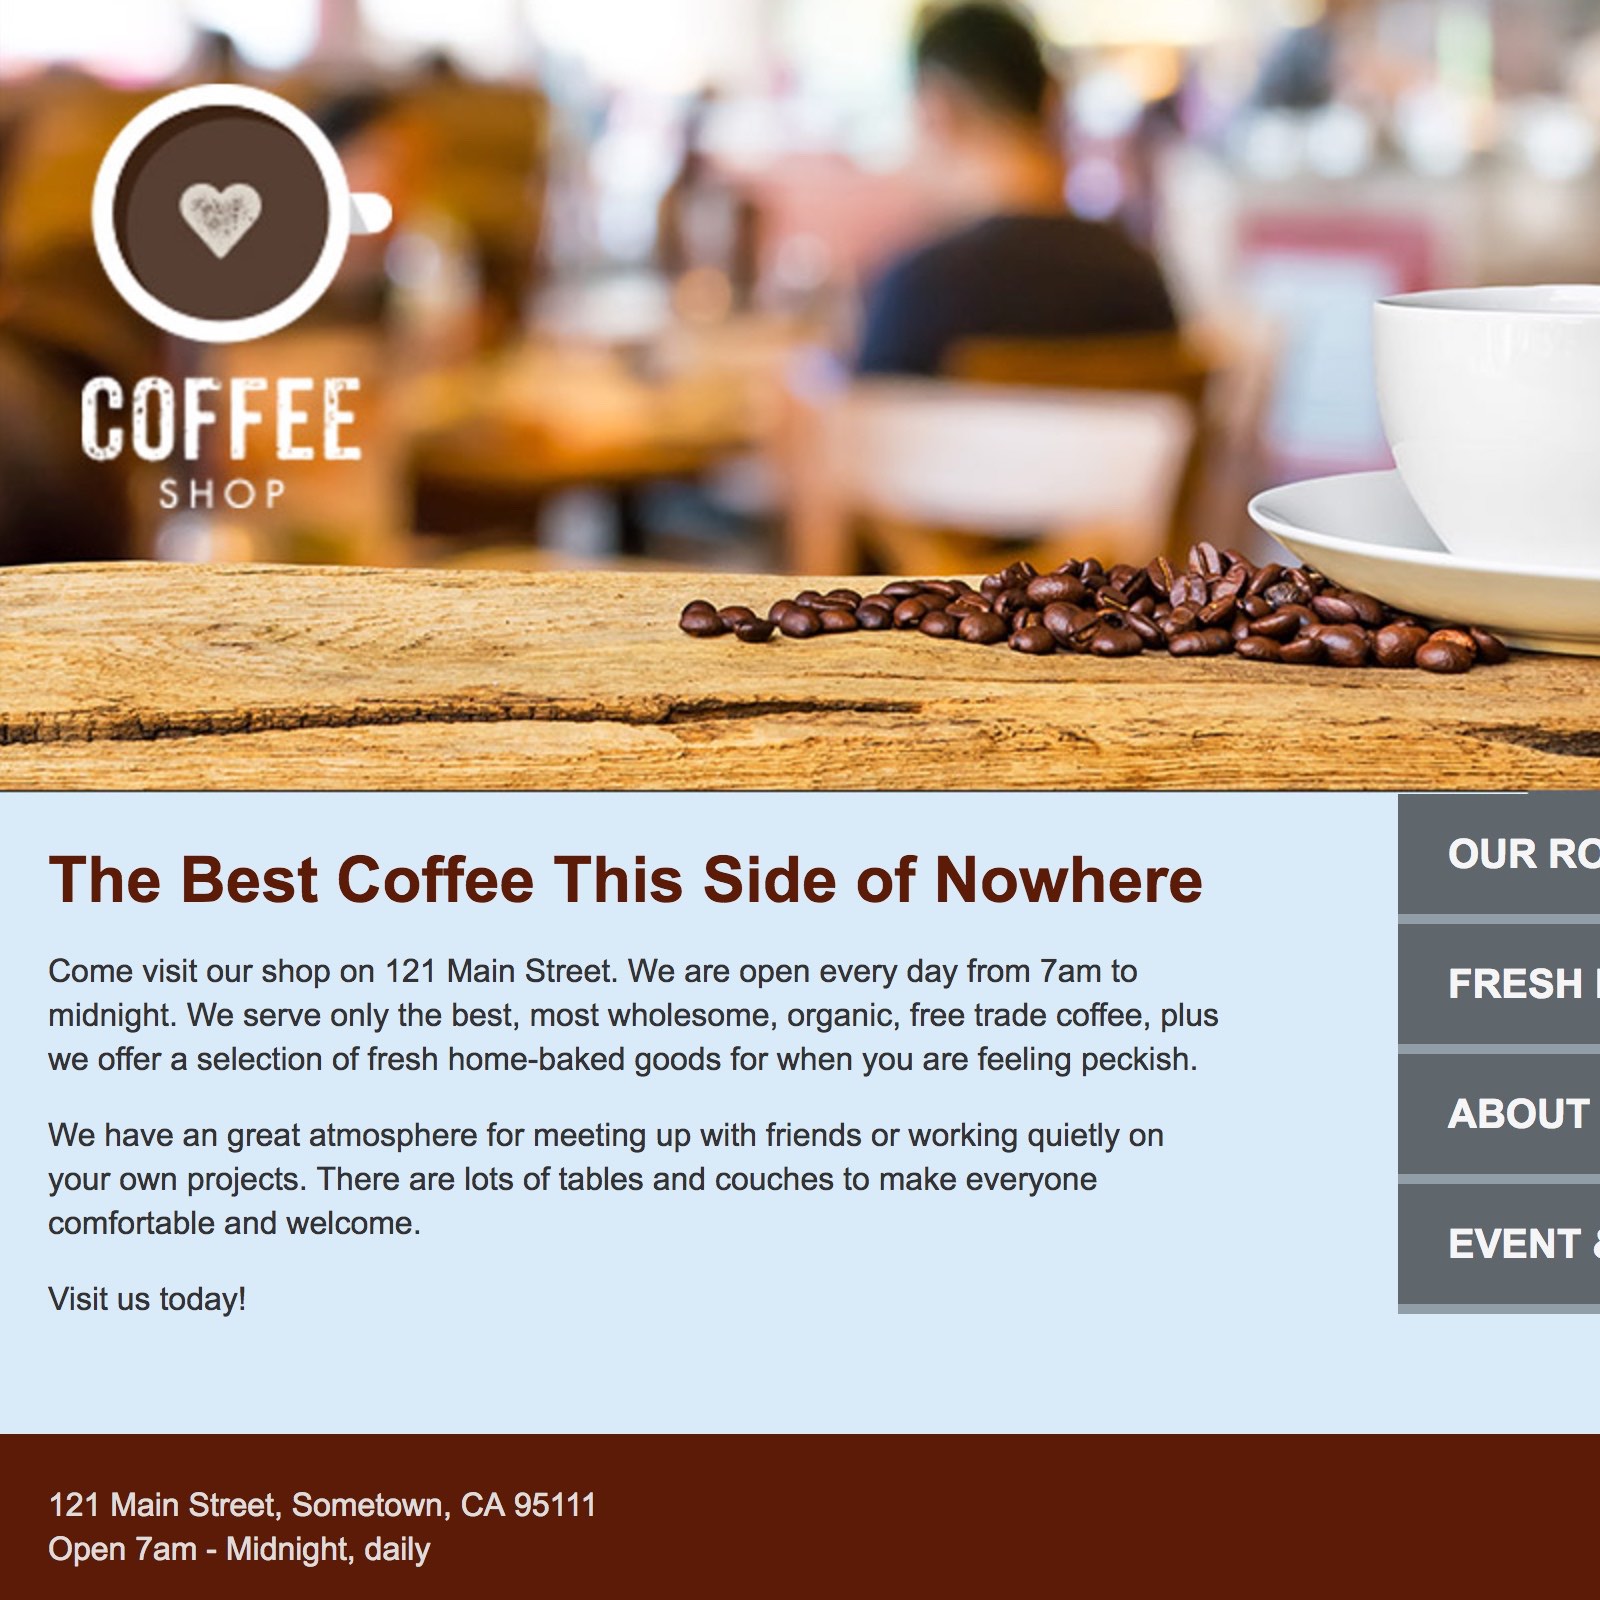 COFFEE
SHOP
The Best Coffee This Side of Nowhere
Come visit our shop on 121 Main Street. We are open every day from 7am to
midnight. We serve only the best, most wholesome, organic, free trade coffee, plus
we offer a selection of fresh home-baked goods for when you are feeling peckish.
We have an great atmosphere for meeting up with friends or working quietly on
your own projects. There are lots of tables and couches to make everyone
comfortable and welcome.
Visit us today!
OUR
FRESH
ABOUT
EVENT
121 Main Street, Sometown, CA 95111
Open 7am - Midnight, daily